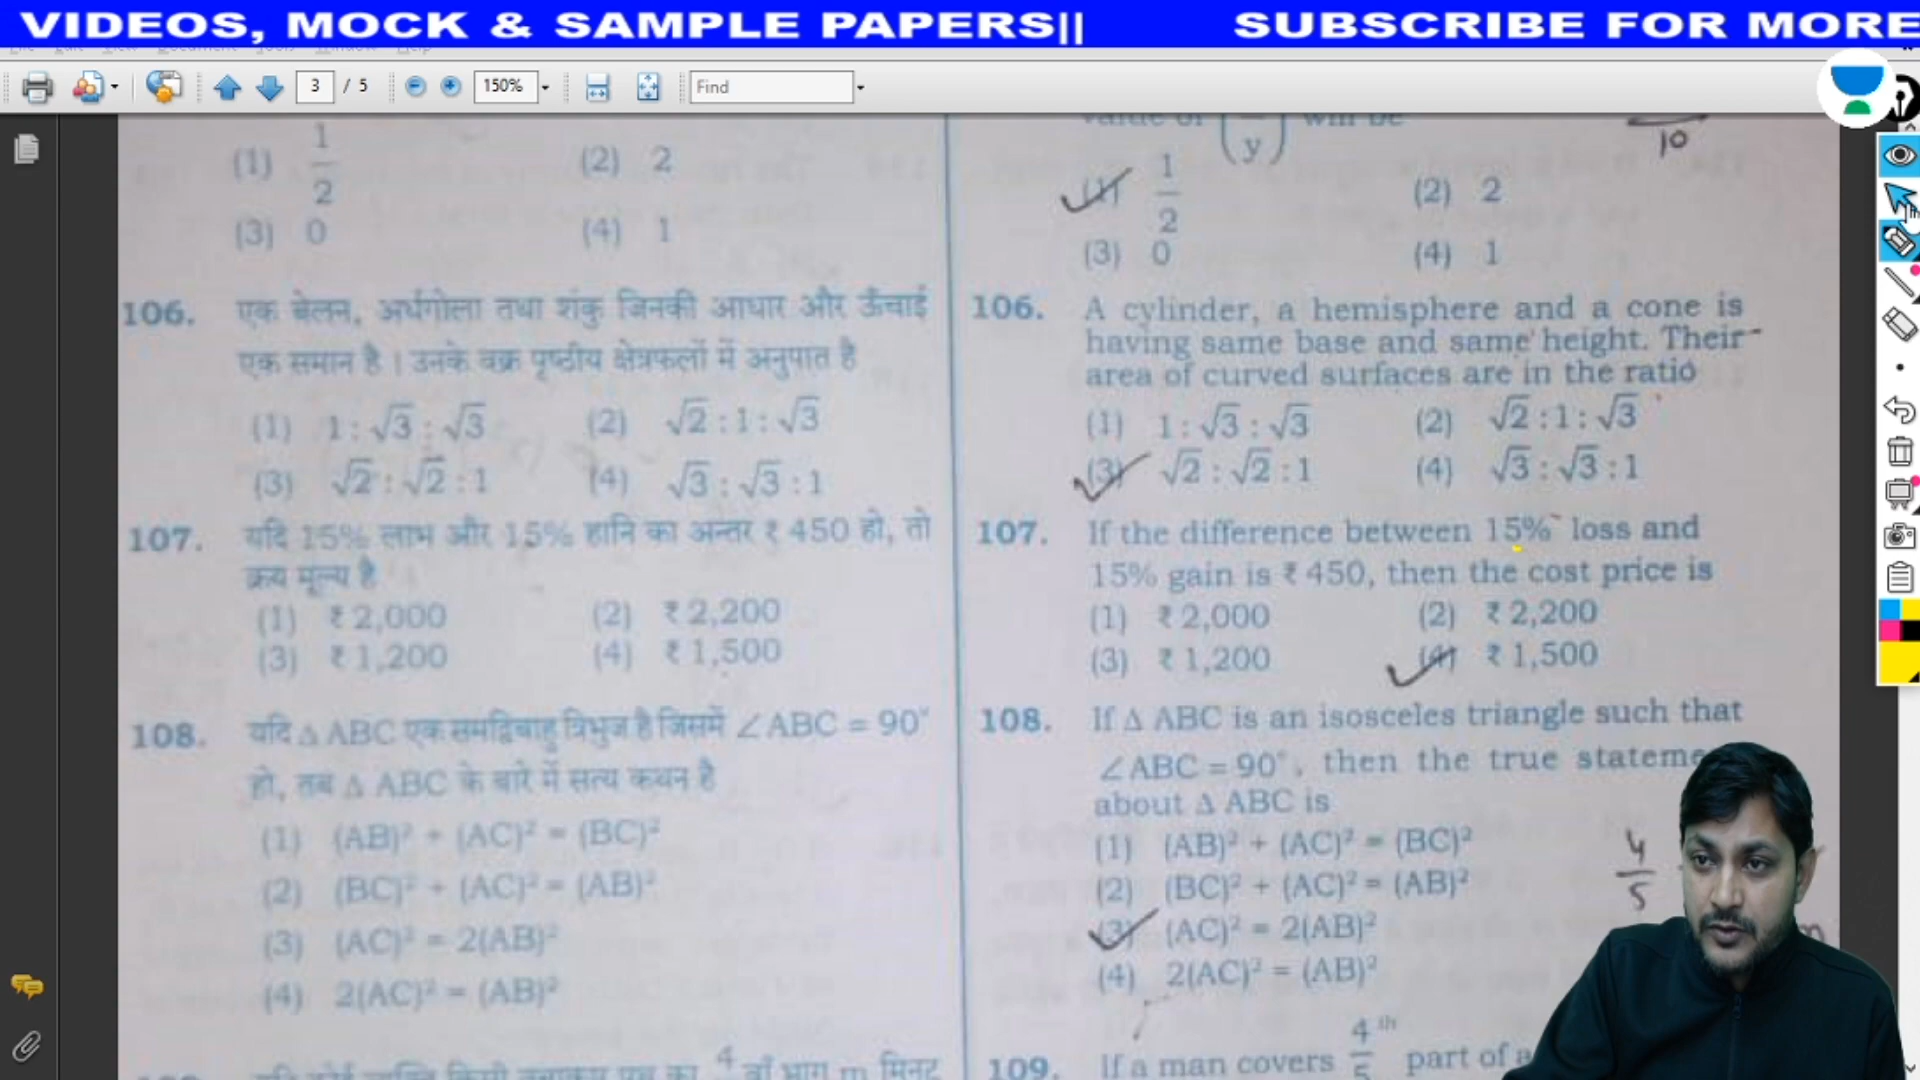 VIDEOS, MOCK & SAMPLE PAPERS|| SUBSCRIBE FOR MORE
3 / 5 150% Find
(1) 1/2 (2) 2
(3) 0 (4) 1
106. एक बेलन, अर्धगोला तथा शंकु जिनकी आधार और ऊँचाई
एक समान है । उनके वक्र पृष्ठीय क्षेत्रफलों में अनुपात है
(1) 1 : √3 : √3 (2) √2 : 1 : √3
(3) √2 : √2 : 1 (4) √3 : √3 : 1
107. यदि 15% लाभ और 15% हानि का अन्तर ₹ 450 हो, तो
क्रय मूल्य है
(1) ₹ 2,000 (2) ₹ 2,200
(3) ₹ 1,200 (4) ₹ 1,500
108. यदि Δ ABC एक समद्विबाहु त्रिभुज है जिसमें ∠ABC = 90°
हो, तब Δ ABC के बारे में सत्य कथन है
(1) (AB)² + (AC)² = (BC)²
(2) (BC)² + (AC)² = (AB)²
(3) (AC)² = 2(AB)²
(4) 2(AC)² = (AB)²
value of (y) will be
10
(1) 1/2 (2) 2
(3) 0 (4) 1
106. A cylinder, a hemisphere and a cone is
having same base and same height. Their
area of curved surfaces are in the ratio
(1) 1 : √3 : √3 (2) √2 : 1 : √3
(3) √2 : √2 : 1 (4) √3 : √3 : 1
107. If the difference between 15% loss and
15% gain is ₹ 450, then the cost price is
(1) ₹ 2,000 (2) ₹ 2,200
(3) ₹ 1,200 (4) ₹ 1,500
108. If Δ ABC is an isosceles triangle such that
∠ABC = 90°, then the true stateme
about Δ ABC is
(1) (AB)² + (AC)² = (BC)²
(2) (BC)² + (AC)² = (AB)²
(3) (AC)² = 2(AB)²
(4) 2(AC)² = (AB)²
4/5
109. If a man covers 4/5 th part of a